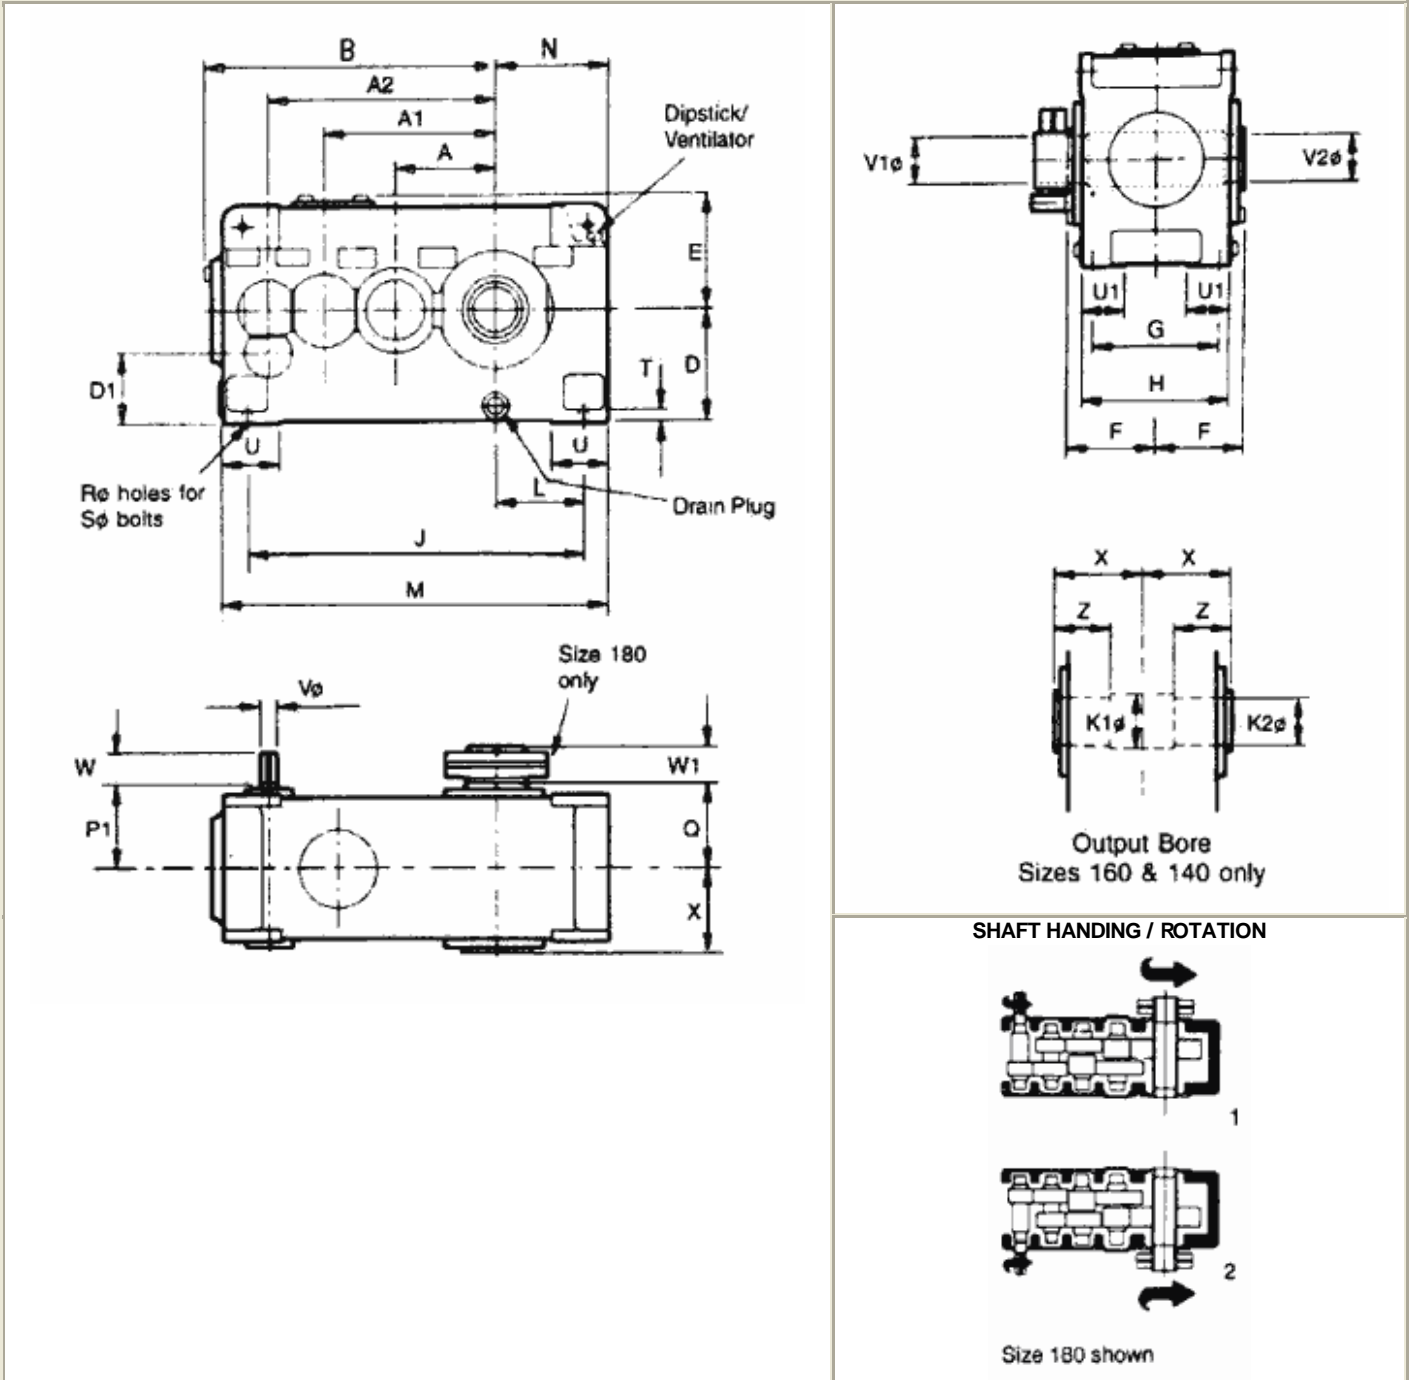 B
N
A2
A1
A
Dipstick/
Ventilator
E
D
T
D1
U
U
L
Rø holes for
Sø bolts
Drain Plug
J
M
Size 180
only
Vø
W
W1
P1
Q
X
V1ø
V2ø
U1
U1
G
H
F
F
X
X
Z
Z
K1ø
K2ø
Output Bore
Sizes 160 & 140 only
SHAFT HANDING / ROTATION
1
2
Size 180 shown